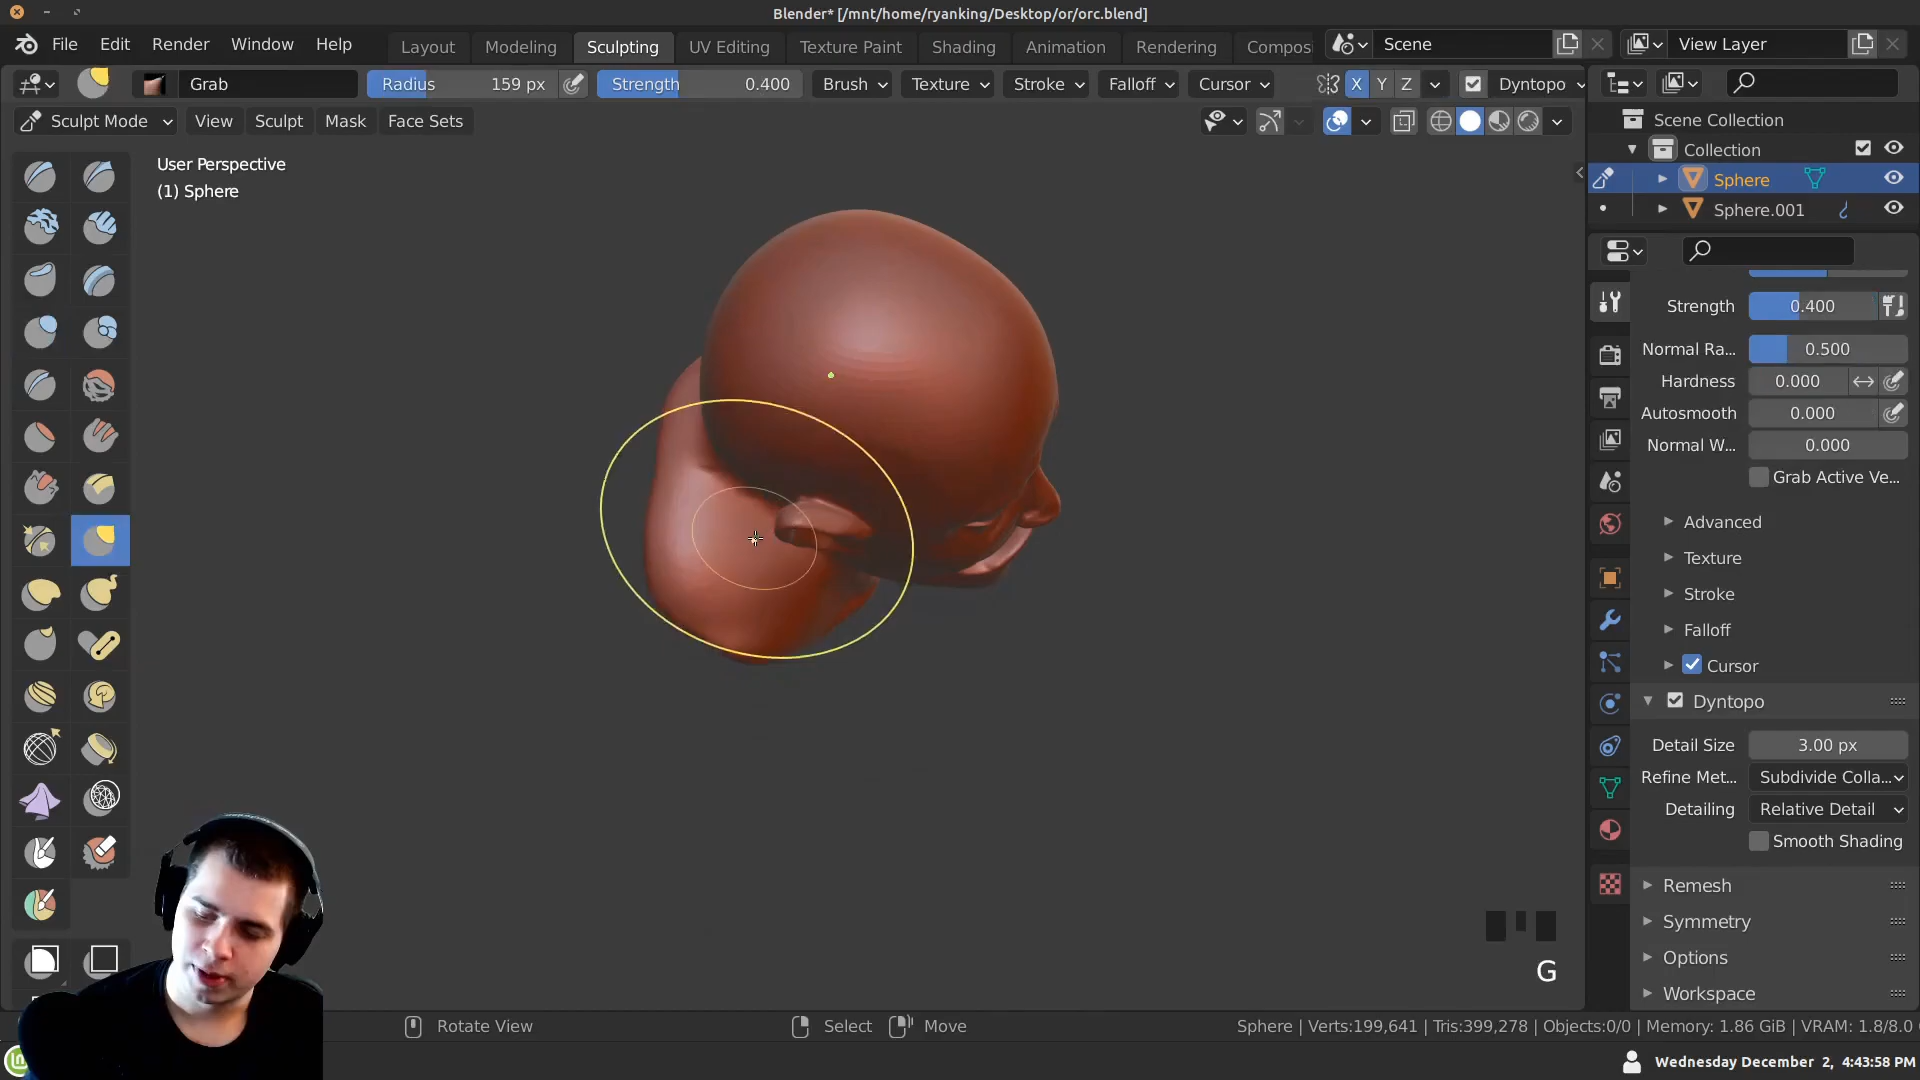 Blender* [/mnt/home/ryanking/Desktop/or/orc.blend]
File Edit Render Window Help Layout Modeling Sculpting UV Editing Texture Paint Shading Animation Rendering Composi Scene View Layer
Grab Radius 159 px Strength 0.400 Brush Texture Stroke Falloff Cursor X Y Z Dyntopo
Sculpt Mode View Sculpt Mask Face Sets
Scene Collection
Collection
Sphere
Sphere.001
User Perspective
(1) Sphere
Strength 0.400
Normal Ra... 0.500
Hardness 0.000
Autosmooth 0.000
Normal W... 0.000
Grab Active Ve...
Advanced
Texture
Stroke
Falloff
Cursor
Dyntopo
Detail Size 3.00 px
Refine Met... Subdivide Colla...
Detailing Relative Detail
Smooth Shading
Remesh
Symmetry
Options
Workspace
G
Rotate View Select Move Sphere | Verts:199,641 | Tris:399,278 | Objects:0/0 | Memory: 1.86 GiB | VRAM: 1.8/8.0
Wednesday December 2, 4:43:58 PM